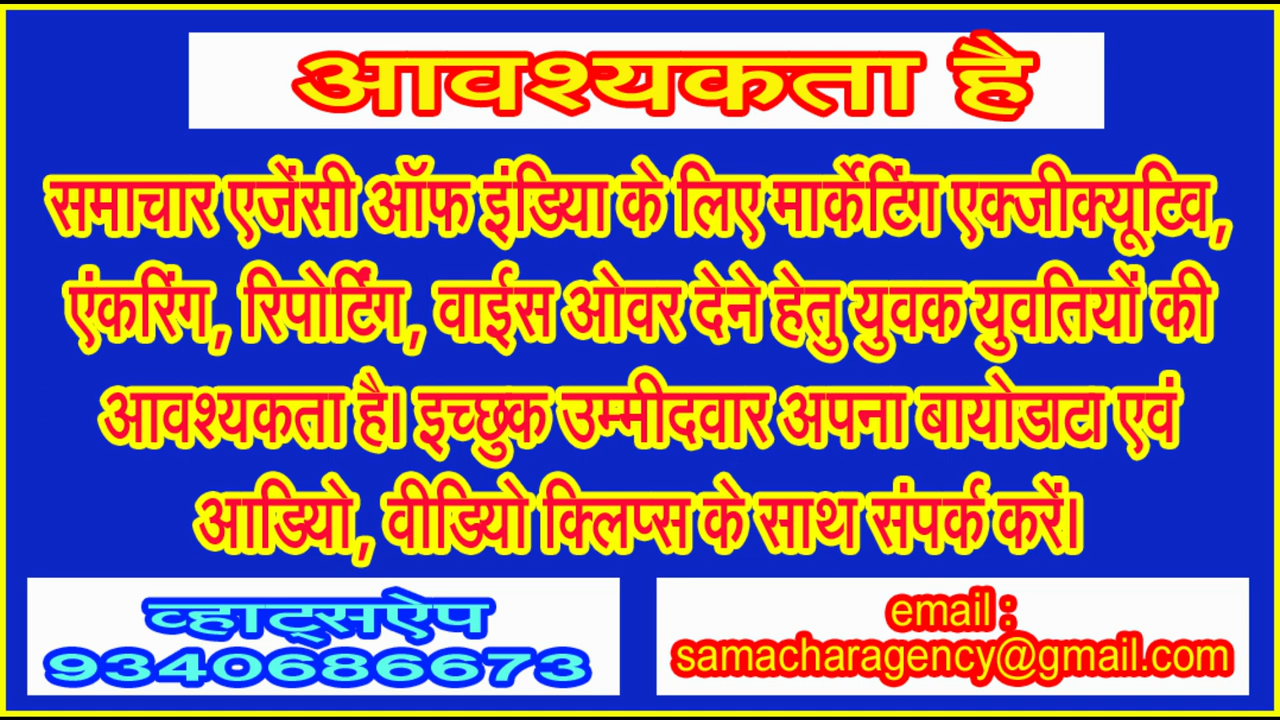 आवश्यकता है
समाचार एजेंसी ऑफ इंडिया के लिए मार्केटिंग एक्जीक्यूटिव,
एंकरिंग, रिपोर्टिंग, वाईस ओवर देने हेतु युवक युवतियों की
आवश्यकता है। इच्छुक उम्मीदवार अपना बायोडाटा एवं
आडियो, वीडियो क्लिप्स के साथ संपर्क करें।
व्हाट्सऐप
9340686673
email :
samacharagency@gmail.com